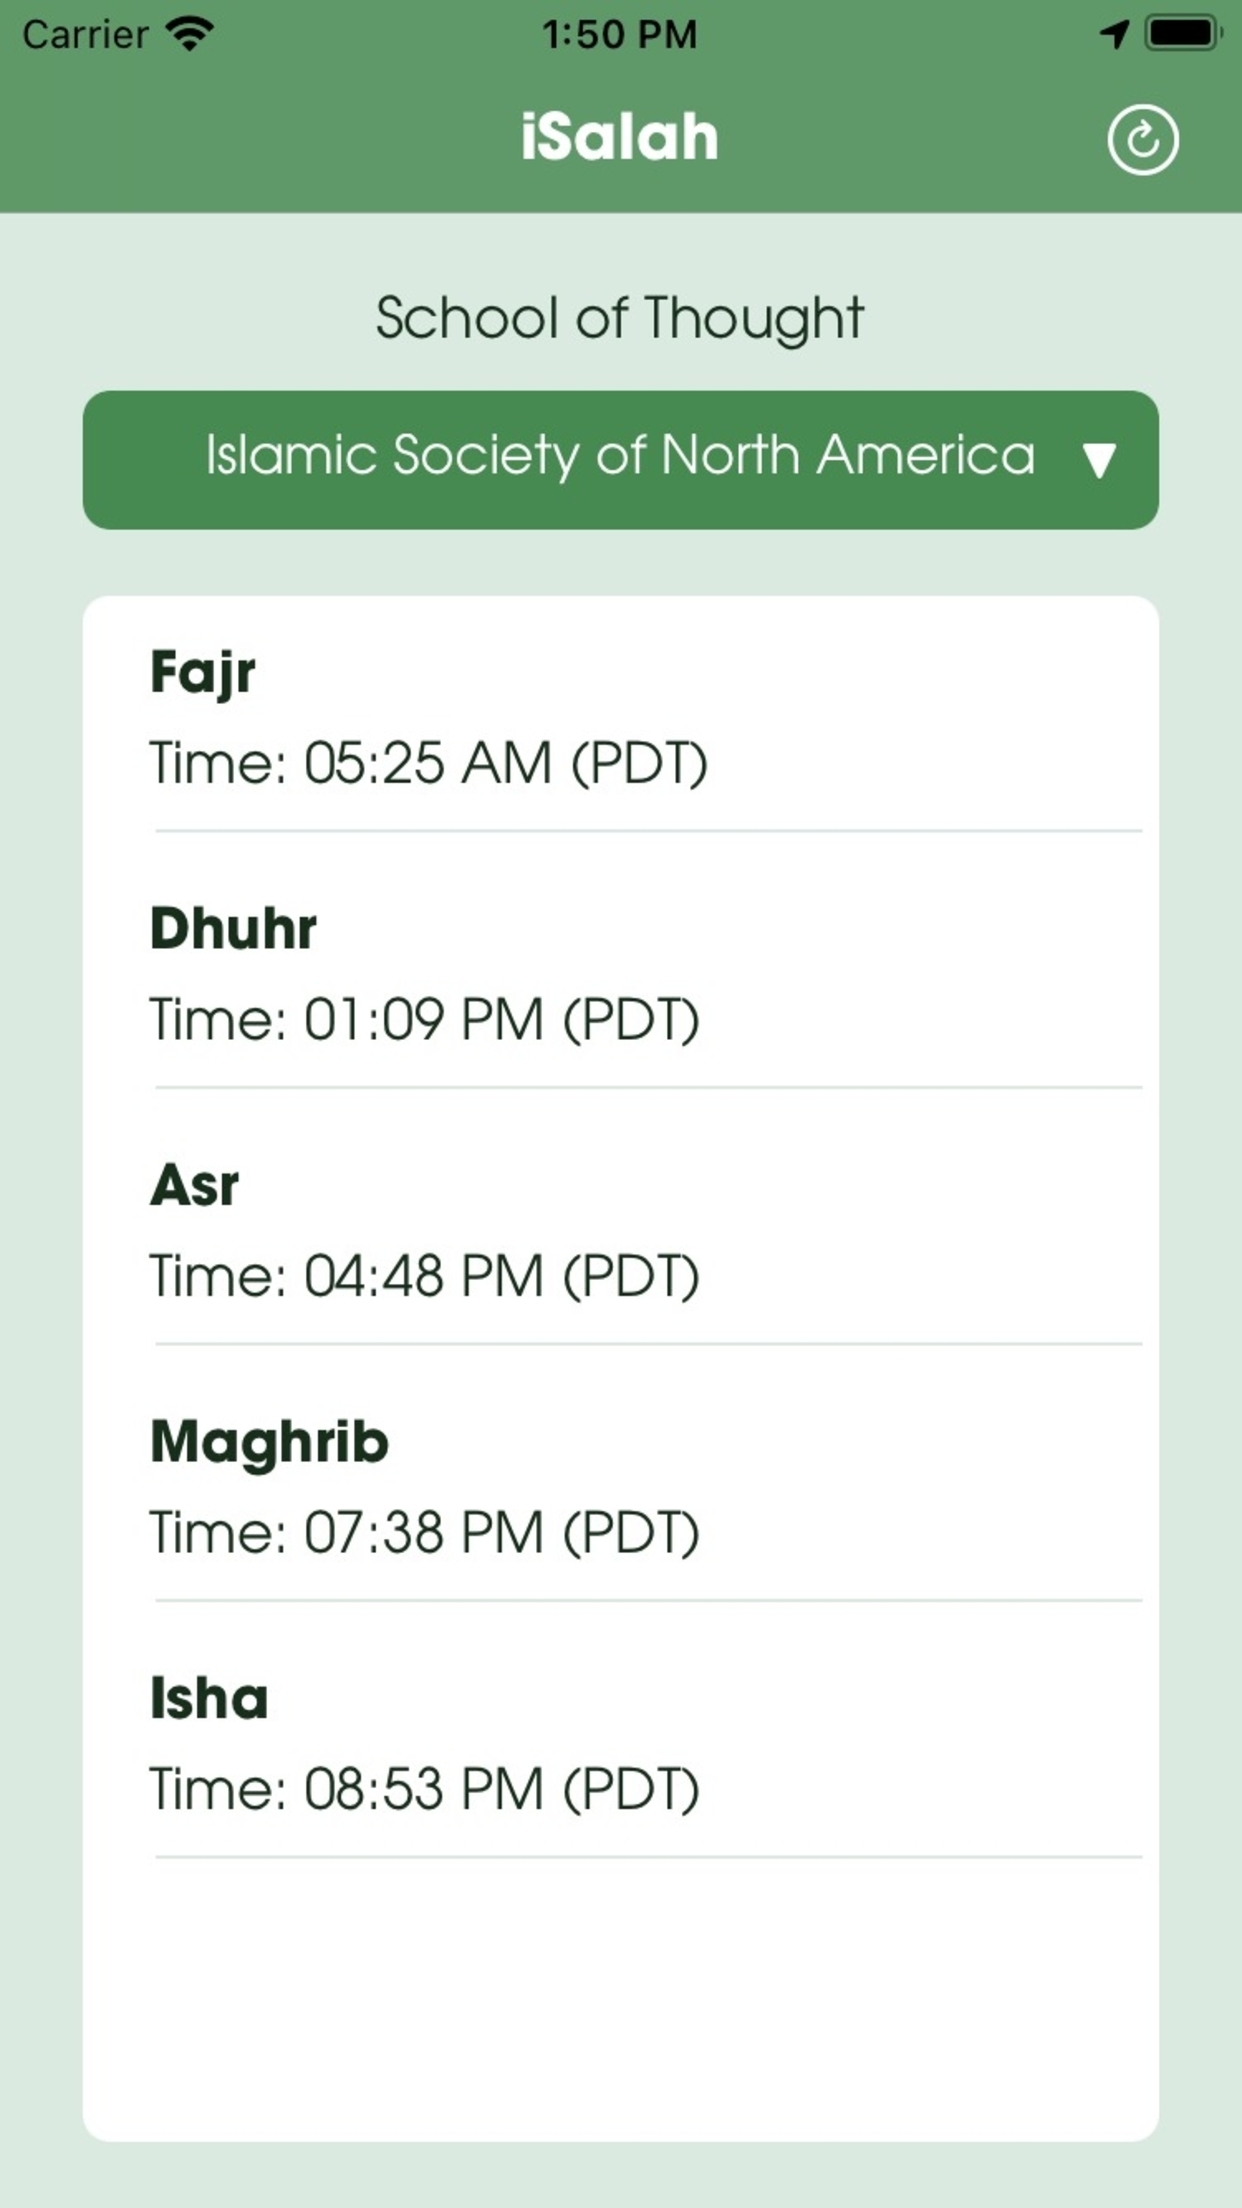 Carrier 1:50 PM
iSalah
School of Thought
Islamic Society of North America ▼
Fajr
Time: 05:25 AM (PDT)
Dhuhr
Time: 01:09 PM (PDT)
Asr
Time: 04:48 PM (PDT)
Maghrib
Time: 07:38 PM (PDT)
Isha
Time: 08:53 PM (PDT)